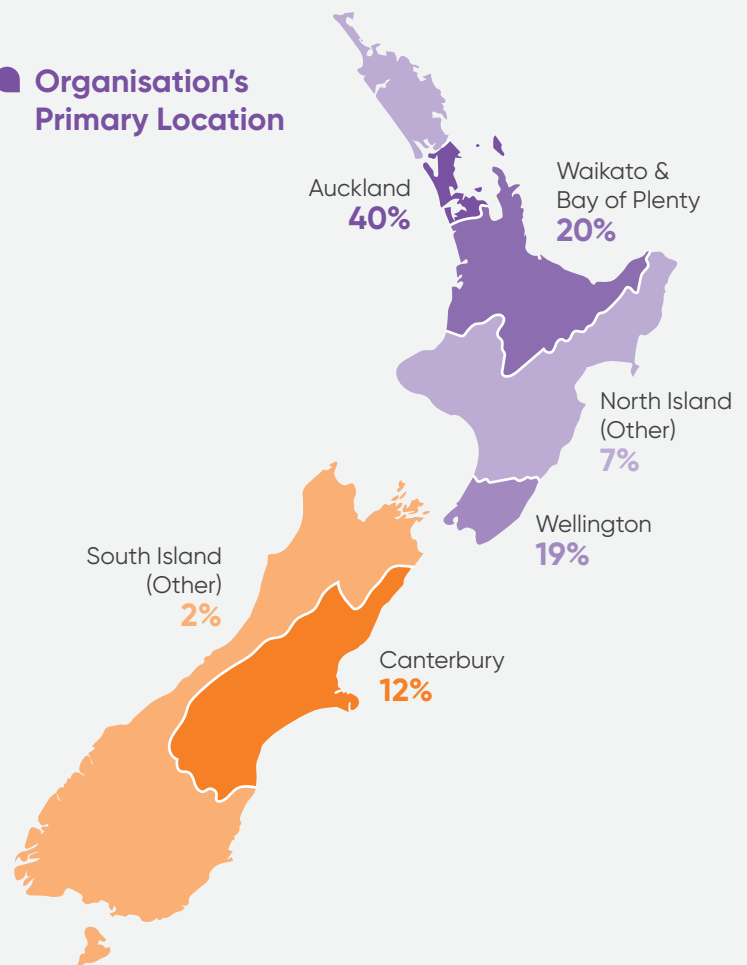 Organisation's
Primary Location
Auckland
40%
Waikato &
Bay of Plenty
20%
North Island
(Other)
7%
Wellington
19%
South Island
(Other)
2%
Canterbury
12%